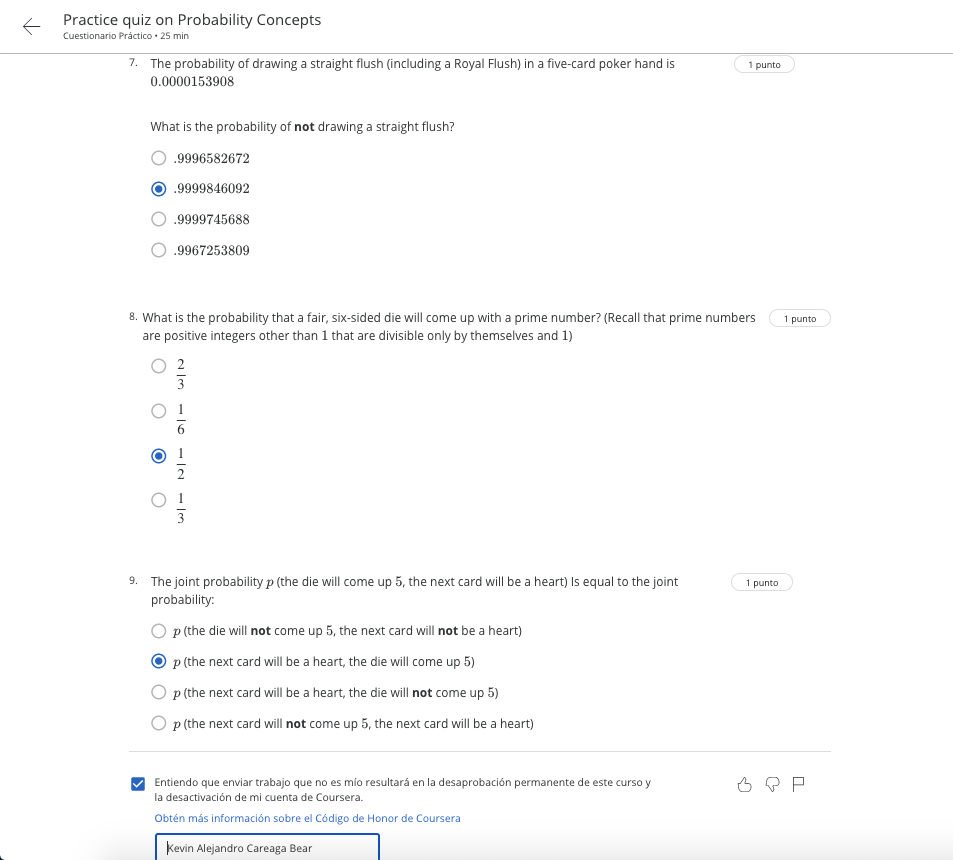 Practice quiz on Probability Concepts
Cuestionario Práctico • 25 min
7. The probability of drawing a straight flush (including a Royal Flush) in a five-card poker hand is
0.0000153908
1 punto
What is the probability of not drawing a straight flush?
.9996582672
.9999846092
.9999745688
.9967253809
8. What is the probability that a fair, six-sided die will come up with a prime number? (Recall that prime numbers
are positive integers other than 1 that are divisible only by themselves and 1)
1 punto
2
3
1
6
1
2
1
3
9. The joint probability p (the die will come up 5, the next card will be a heart) Is equal to the joint
probability:
1 punto
p (the die will not come up 5, the next card will not be a heart)
p (the next card will be a heart, the die will come up 5)
p (the next card will be a heart, the die will not come up 5)
p (the next card will not come up 5, the next card will be a heart)
Entiendo que enviar trabajo que no es mío resultará en la desaprobación permanente de este curso y
la desactivación de mi cuenta de Coursera.
Obtén más información sobre el Código de Honor de Coursera
Kevin Alejandro Careaga Bear